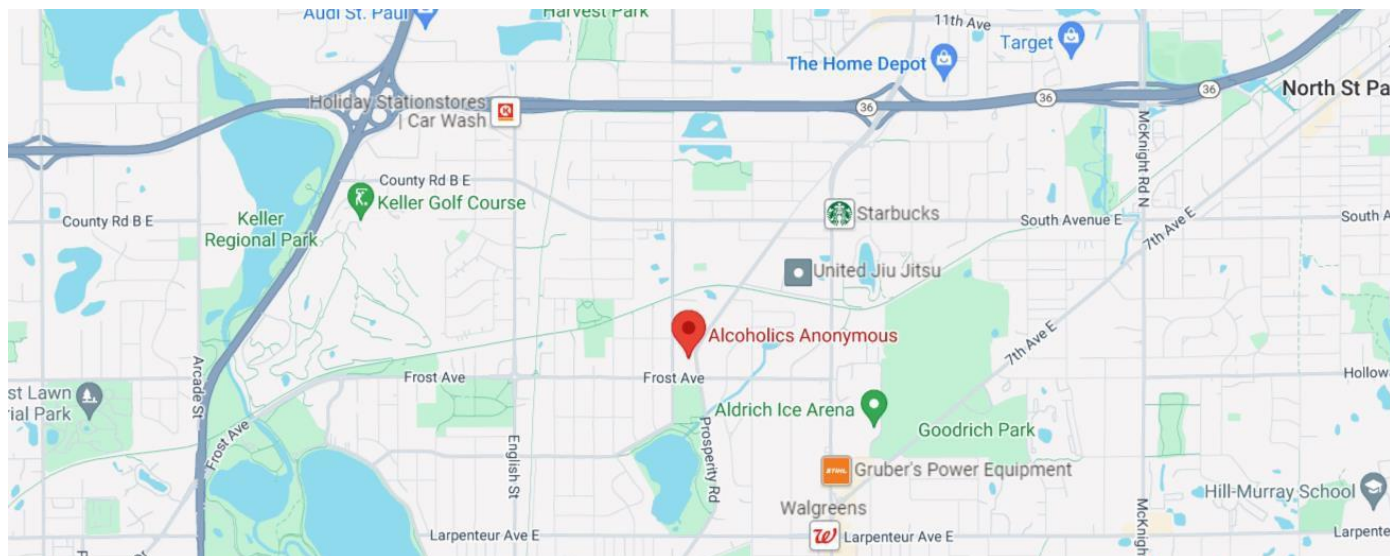 Audi St. Paul
Harvest Park
11th Ave
Target
The Home Depot
36
36
36
North St Pa
Holiday Stationstores
| Car Wash
McKnight Rd N
County Rd B E
Keller Golf Course
County Rd B E
Keller
Regional Park
Starbucks
South Avenue E
South A
7th Ave E
United Jiu Jitsu
Alcoholics Anonymous
7th Ave E
Arcade St
Frost Ave
Frost Ave
Hollow
st Lawn
rial Park
Aldrich Ice Arena
Frost Ave
English St
Prosperity Rd
Goodrich Park
STIHL
Gruber's Power Equipment
Hill-Murray School
Walgreens
McKnigh
Larpenteur Ave E
Larpenteur Ave E